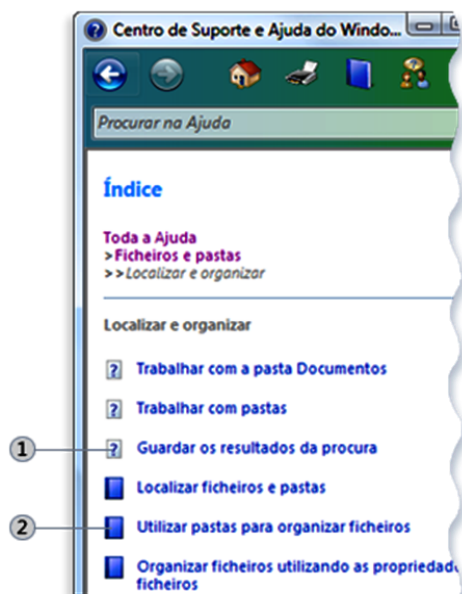 Centro de Suporte e Ajuda do Windo...
Procurar na Ajuda
Índice
Toda a Ajuda
>Ficheiros e pastas
>>Localizar e organizar
Localizar e organizar
? Trabalhar com a pasta Documentos
? Trabalhar com pastas
1 ? Guardar os resultados da procura
Localizar ficheiros e pastas
2 Utilizar pastas para organizar ficheiros
Organizar ficheiros utilizando as propriedad
ficheiros